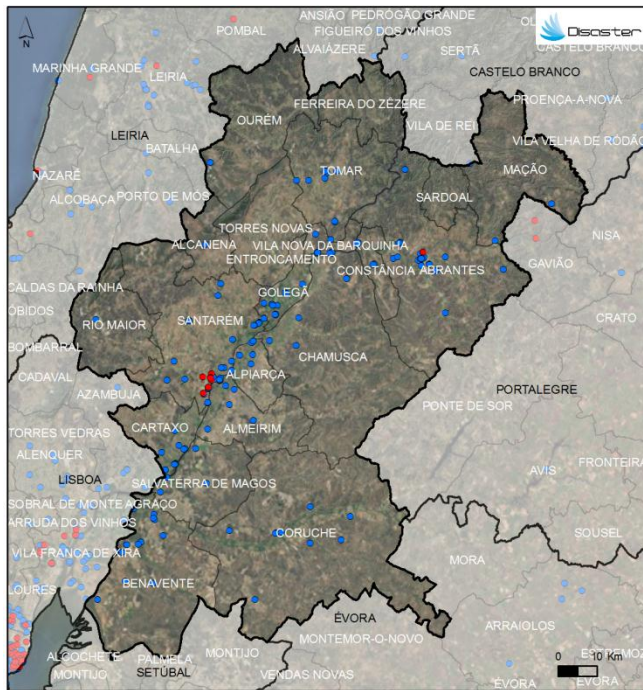 N
Disaster
ANSIÃO
PEDRÓGÃO GRANDE
POMBAL
FIGUEIRÓ DOS VINHOS
ALVAIÁZERE
SERTÃ
CASTELO BRANCO
MARINHA GRANDE
LEIRIA
CASTELO BRANCO
FERREIRA DO ZÊZERE
PROENÇA-A-NOVA
OURÉM
VILA DE REI
LEIRIA
VILA VELHA DE RÓDÃO
BATALHA
TOMAR
MAÇÃO
NAZARÉ
PORTO DE MÓS
SARDOAL
ALCOBAÇA
TORRES NOVAS
NISA
ALCANENA
VILA NOVA DA BARQUINHA
ENTRONCAMENTO
GAVIÃO
CONSTÂNCIA
ABRANTES
CALDAS DA RAINHA
GOLEGÃ
ÓBIDOS
RIO MAIOR
SANTARÉM
CRATO
BOMBARRAL
CHAMUSCA
CADAVAL
ALPIARÇA
AZAMBUJA
PORTALEGRE
PONTE DE SOR
CARTAXO
ALMEIRIM
TORRES VEDRAS
ALENQUER
FRONTEIRA
AVIS
LISBOA
SALVATERRA DE MAGOS
SOBRAL DE MONTE AGRAÇO
ARRUDA DOS VINHOS
CORUCHE
SOUSEL
VILA FRANCA DE XIRA
MORA
BENAVENTE
LOURES
ÉVORA
ARRAIOLOS
MONTEMOR-O-NOVO
ALCOCHETE
PALMELA
MONTIJO
ESTREMOZ
MONTIJO
SETÚBAL
VENDAS NOVAS
ÉVORA
ÉVORA
0
10 Km